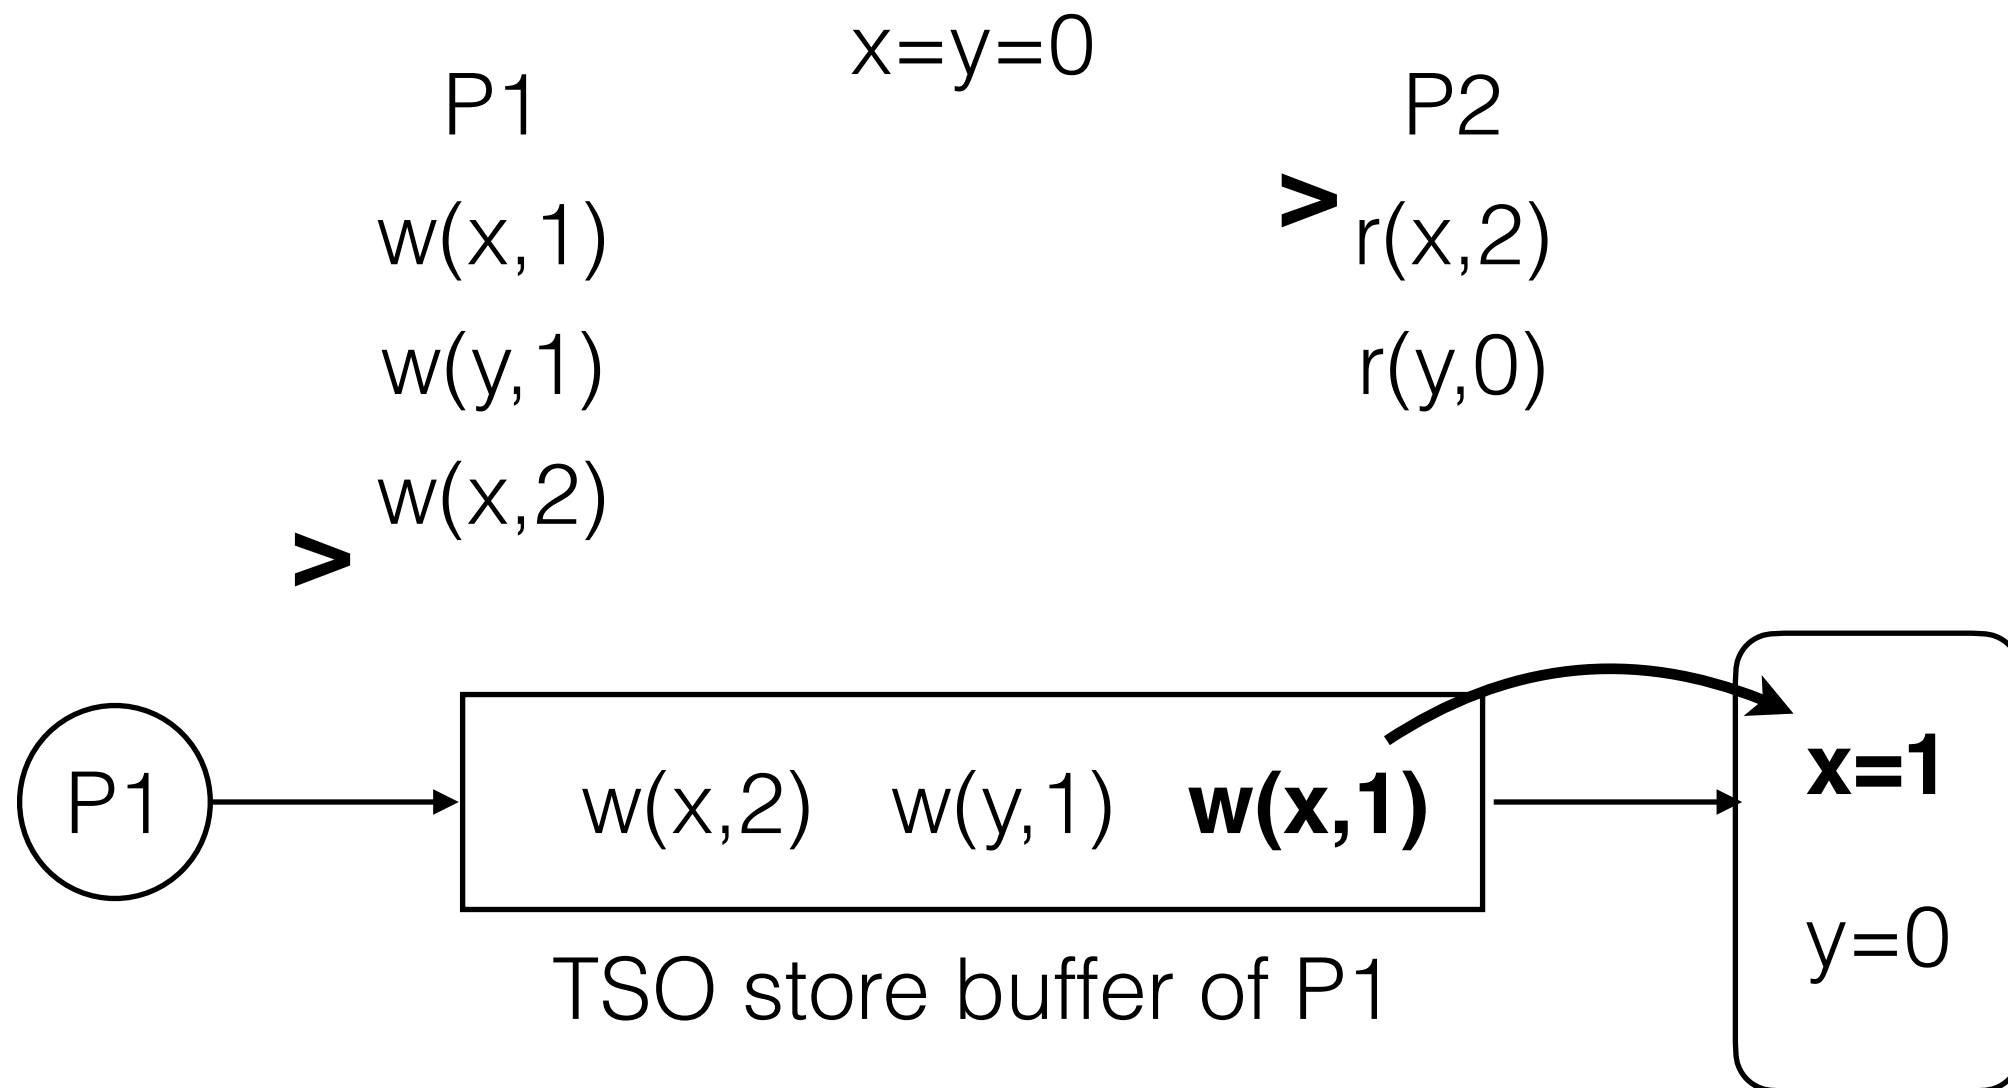 x=y=0
P1
w(x,1)
w(y,1)
w(x,2)
>
P2
> r(x,2)
r(y,0)
P1
w(x,2) w(y,1) w(x,1)
x=1
y=0
TSO store buffer of P1